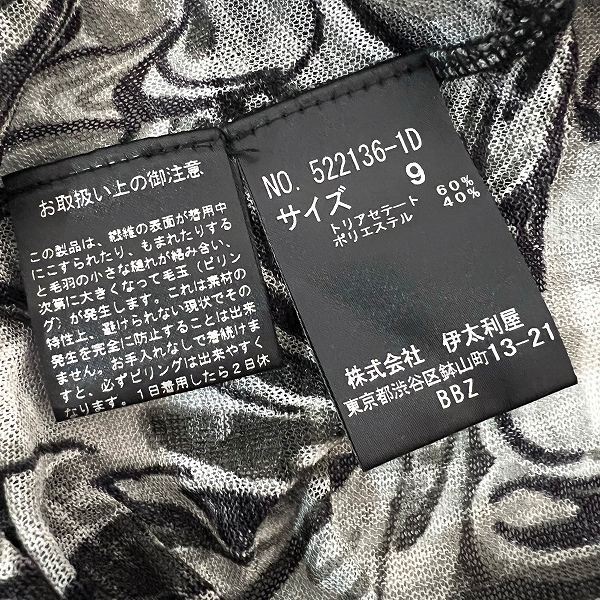 お取扱い上の御注意
この製品は、繊維の表面が着用中
にこすられたり、もまれたりする
と毛羽の小さな縺れが絡み合い、
次第に大きくなって毛玉(ピリン
グ)が発生します。これは素材の
特性上、避けられない現状でその
発生を完全に防止することは出来
ません。お手入れなしで着続けま
すと、必ずピリングは出来やすく
なります。1日着用したら2日休
NO. 522136-1D
サイズ 9
トリアセテート 60%
ポリエステル 40%
株式会社 伊太利屋
東京都渋谷区鉢山町13-21
BBZ